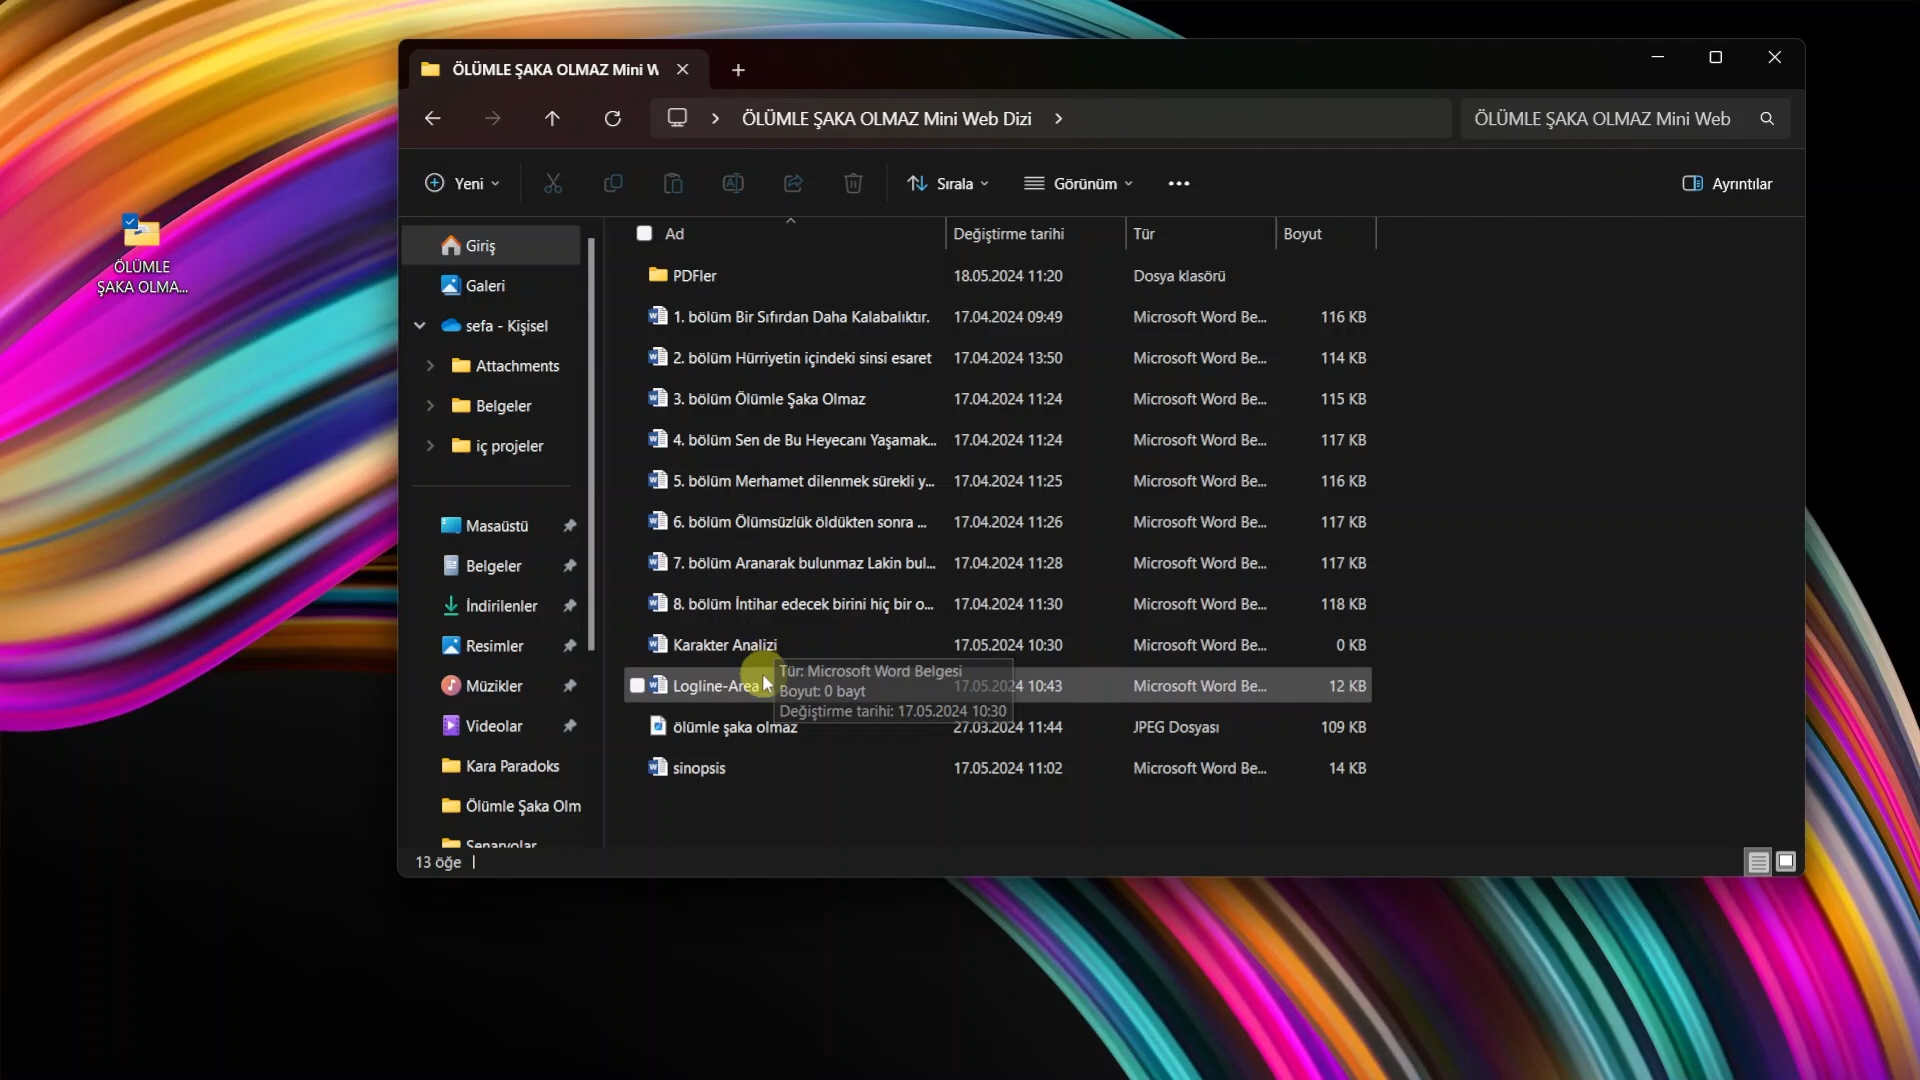 ÖLÜMLE
ŞAKA OLMA...
ÖLÜMLE ŞAKA OLMAZ Mini W
ÖLÜMLE ŞAKA OLMAZ Mini Web Dizi
ÖLÜMLE ŞAKA OLMAZ Mini Web
Yeni
Sırala
Görünüm
Ayrıntılar
Giriş
Galeri
sefa - Kişisel
Attachments
Belgeler
iç projeler
Masaüstü
Belgeler
İndirilenler
Resimler
Müzikler
Videolar
Kara Paradoks
Ölümle Şaka Olm
Senaryolar
Ad Değiştirme tarihi Tür Boyut
PDFler 18.05.2024 11:20 Dosya klasörü
1. bölüm Bir Sıfırdan Daha Kalabalıktır. 17.04.2024 09:49 Microsoft Word Be... 116 KB
2. bölüm Hürriyetin içindeki sinsi esaret 17.04.2024 13:50 Microsoft Word Be... 114 KB
3. bölüm Ölümle Şaka Olmaz 17.04.2024 11:24 Microsoft Word Be... 115 KB
4. bölüm Sen de Bu Heyecanı Yaşamak... 17.04.2024 11:24 Microsoft Word Be... 117 KB
5. bölüm Merhamet dilenmek sürekli y... 17.04.2024 11:25 Microsoft Word Be... 116 KB
6. bölüm Ölümsüzlük öldükten sonra ... 17.04.2024 11:26 Microsoft Word Be... 117 KB
7. bölüm Aranarak bulunmaz Lakin bul... 17.04.2024 11:28 Microsoft Word Be... 117 KB
8. bölüm İntihar edecek birini hiç bir o... 17.04.2024 11:30 Microsoft Word Be... 118 KB
Karakter Analizi 17.05.2024 10:30 Microsoft Word Be... 0 KB
Logline-Area 17.05.2024 10:43 Microsoft Word Be... 12 KB
Tür: Microsoft Word Belgesi
Boyut: 0 bayt
Değiştirme tarihi: 17.05.2024 10:30
ölümle şaka olmaz 27.03.2024 11:44 JPEG Dosyası 109 KB
sinopsis 17.05.2024 11:02 Microsoft Word Be... 14 KB
13 öğe